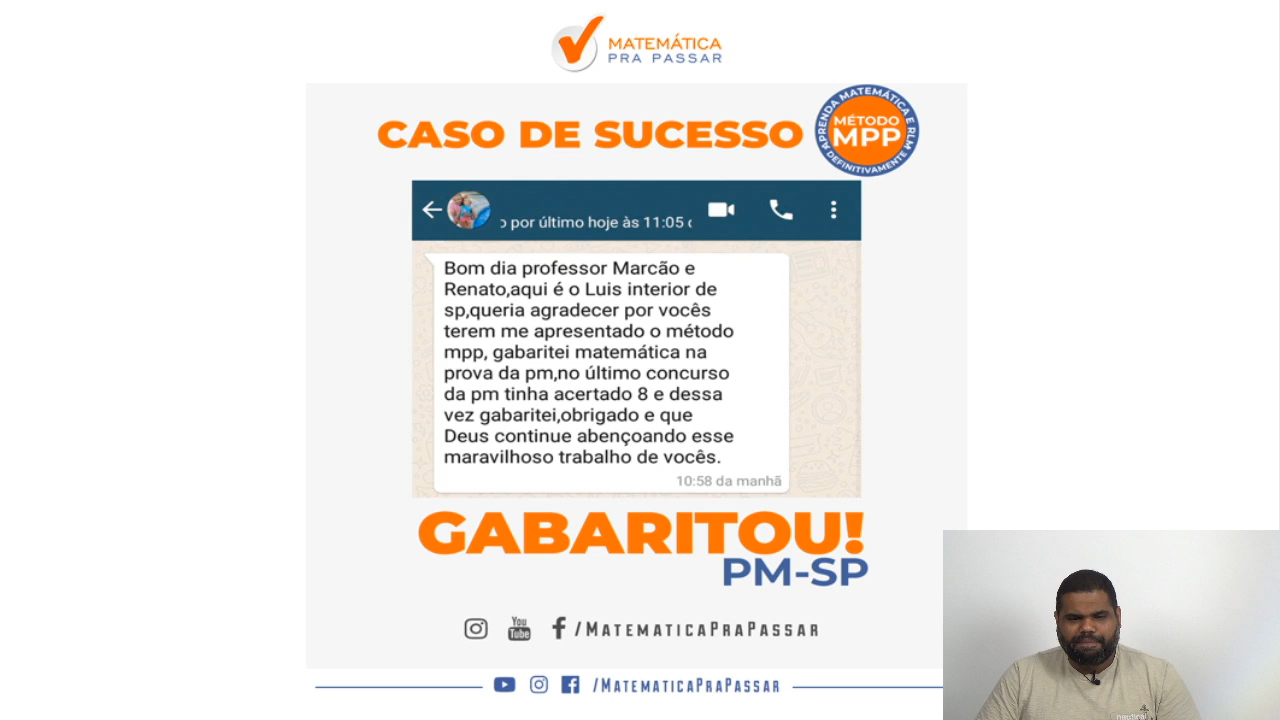 MATEMÁTICA
PRA PASSAR
CASO DE SUCESSO
APRENDA MATEMÁTICA E RLM
MÉTODO
MPP
DEFINITIVAMENTE
o por último hoje às 11:05
Bom dia professor Marcão e
Renato,aqui é o Luis interior de
sp,queria agradecer por vocês
terem me apresentado o método
mpp, gabaritei matemática na
prova da pm,no último concurso
da pm tinha acertado 8 e dessa
vez gabaritei,obrigado e que
Deus continue abençoando esse
maravilhoso trabalho de vocês.
10:58 da manhã
GABARITOU!
PM-SP
You
Tube
/MATEMATICAPRAPASSAR
/MATEMATICAPRAPASSAR
nautical